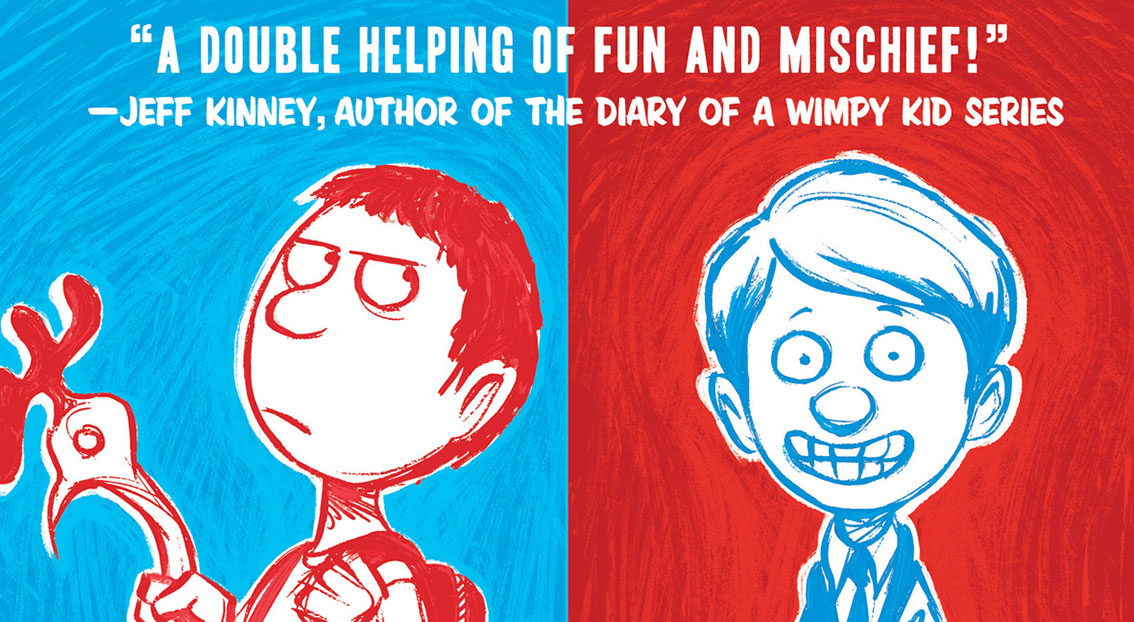 “A DOUBLE HELPING OF FUN AND MISCHIEF!”
—JEFF KINNEY, AUTHOR OF THE DIARY OF A WIMPY KID SERIES